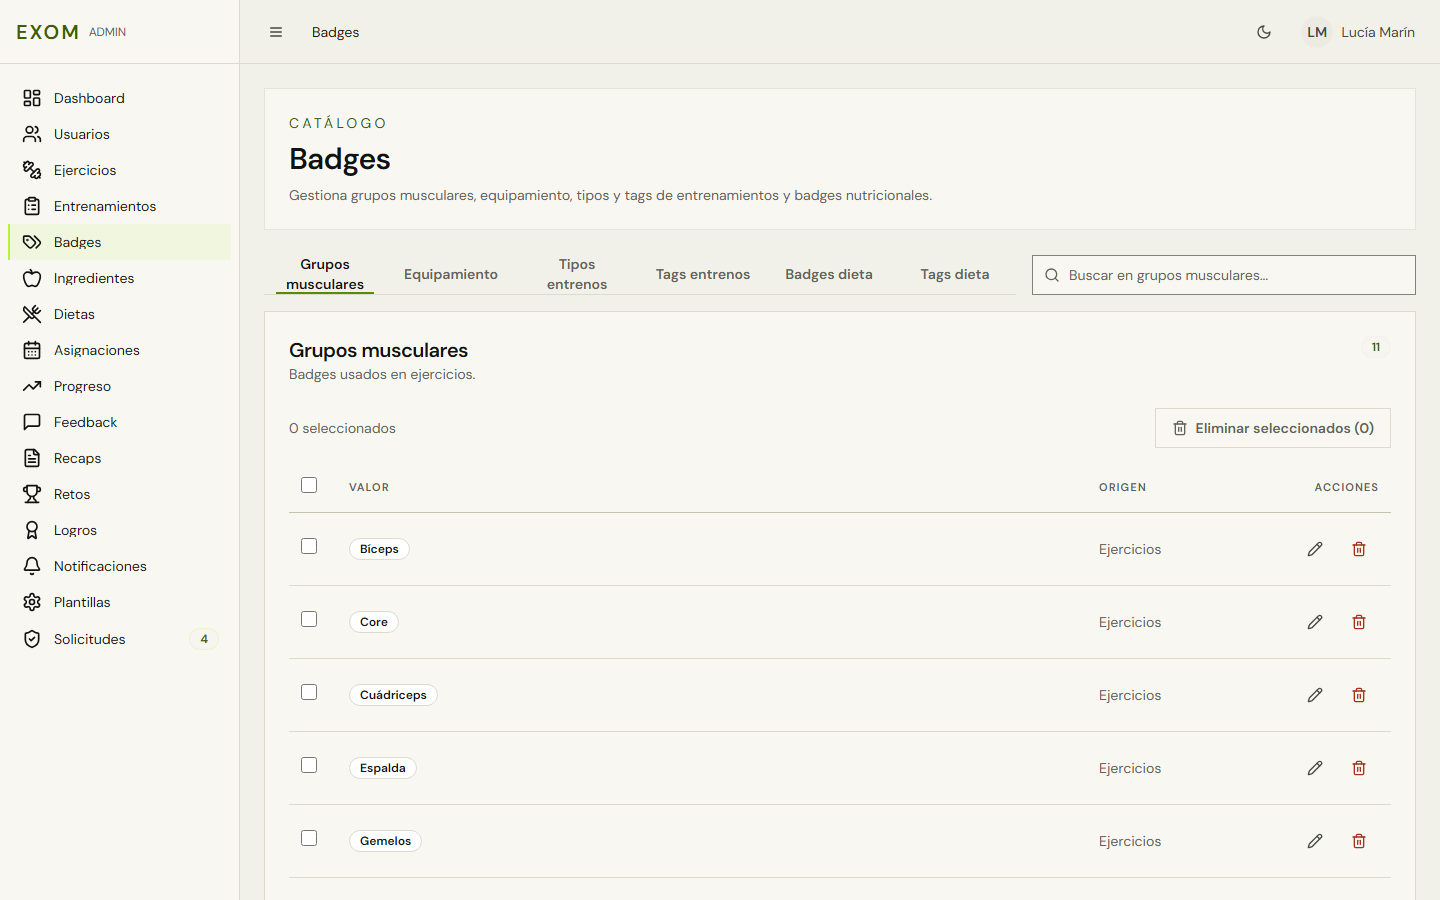 EXOM ADMIN
Badges
LM Lucía Marín
Dashboard
Usuarios
Ejercicios
Entrenamientos
Badges
Ingredientes
Dietas
Asignaciones
Progreso
Feedback
Recaps
Retos
Logros
Notificaciones
Plantillas
Solicitudes 4
CATÁLOGO
Badges
Gestiona grupos musculares, equipamiento, tipos y tags de entrenamientos y badges nutricionales.
Grupos
musculares
Equipamiento
Tipos
entrenos
Tags entrenos
Badges dieta
Tags dieta
Buscar en grupos musculares...
Grupos musculares
11
Badges usados en ejercicios.
0 seleccionados
Eliminar seleccionados (0)
VALOR ORIGEN ACCIONES
Bíceps Ejercicios
Core Ejercicios
Cuádriceps Ejercicios
Espalda Ejercicios
Gemelos Ejercicios